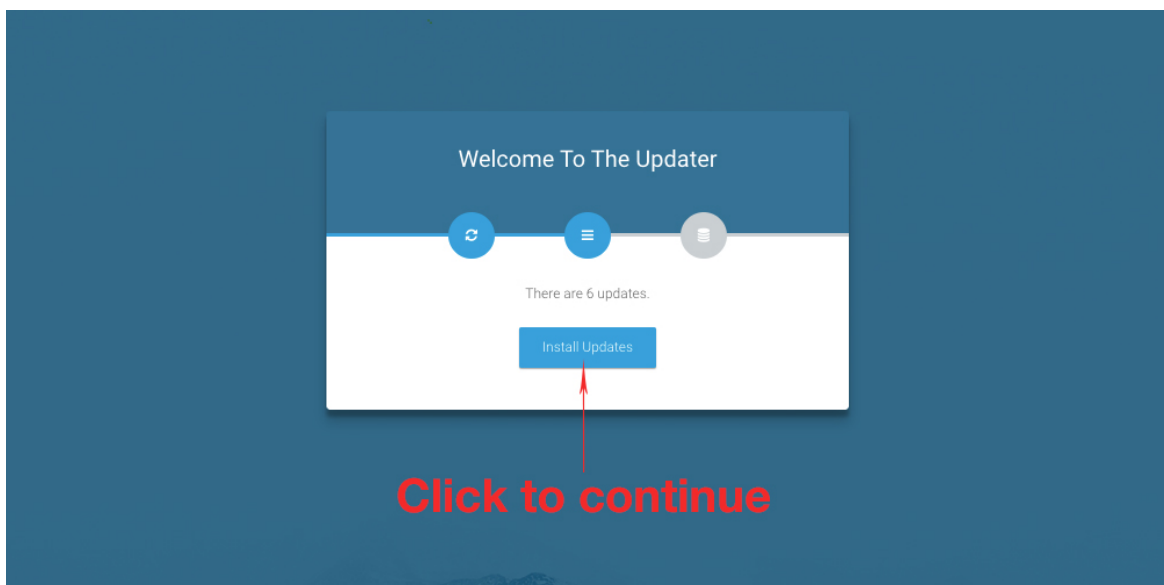 Welcome To The Updater
There are 6 updates.
Install Updates
Click to continue